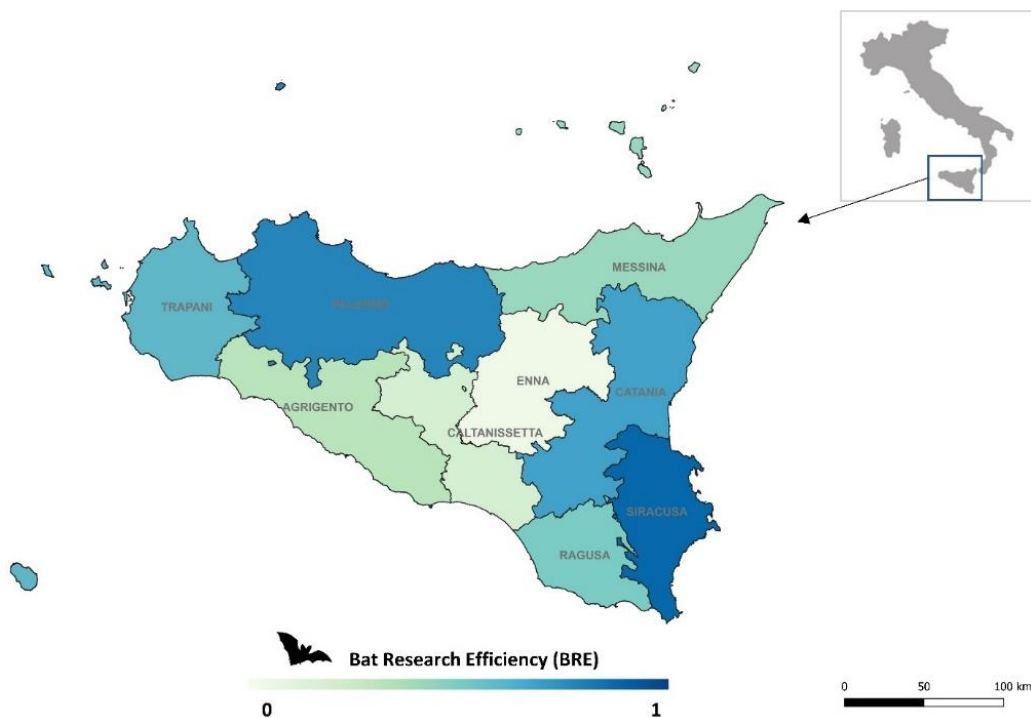 MESSINA
TRAPANI
PALERMO
ENNA
CATANIA
AGRIGENTO
CALTANISSETTA
SIRACUSA
RAGUSA
Bat Research Efficiency (BRE)
0 1
0 50 100 km